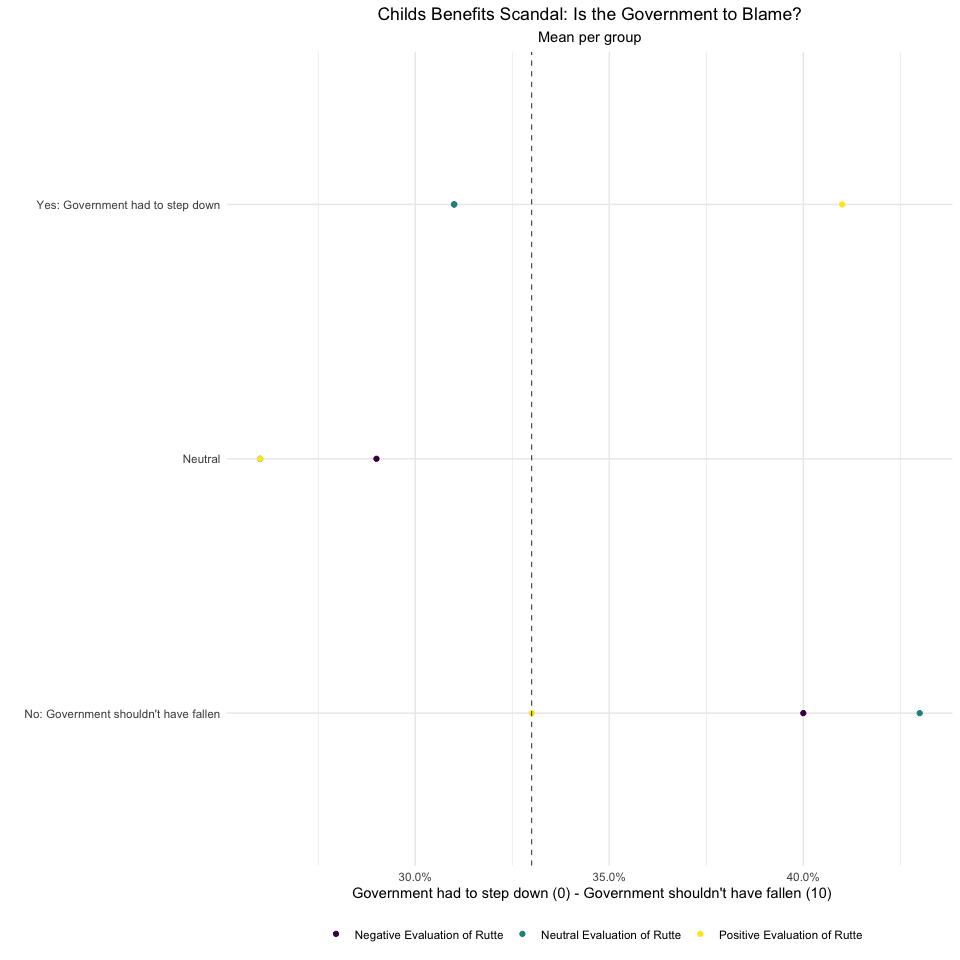 Childs Benefits Scandal: Is the Government to Blame?
Mean per group
Yes: Government had to step down
Neutral
No: Government shouldn't have fallen
30.0% 35.0% 40.0%
Government had to step down (0) - Government shouldn't have fallen (10)
Negative Evaluation of Rutte Neutral Evaluation of Rutte Positive Evaluation of Rutte